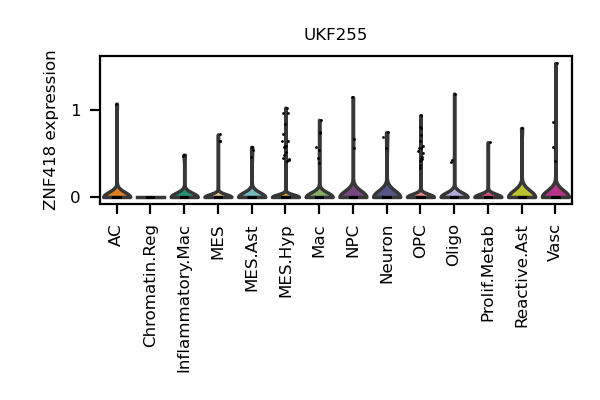 UKF255
ZNF418 expression
1
0
AC
Chromatin.Reg
Inflammatory.Mac
MES
MES.Ast
MES.Hyp
Mac
NPC
Neuron
OPC
Oligo
Prolif.Metab
Reactive.Ast
Vasc